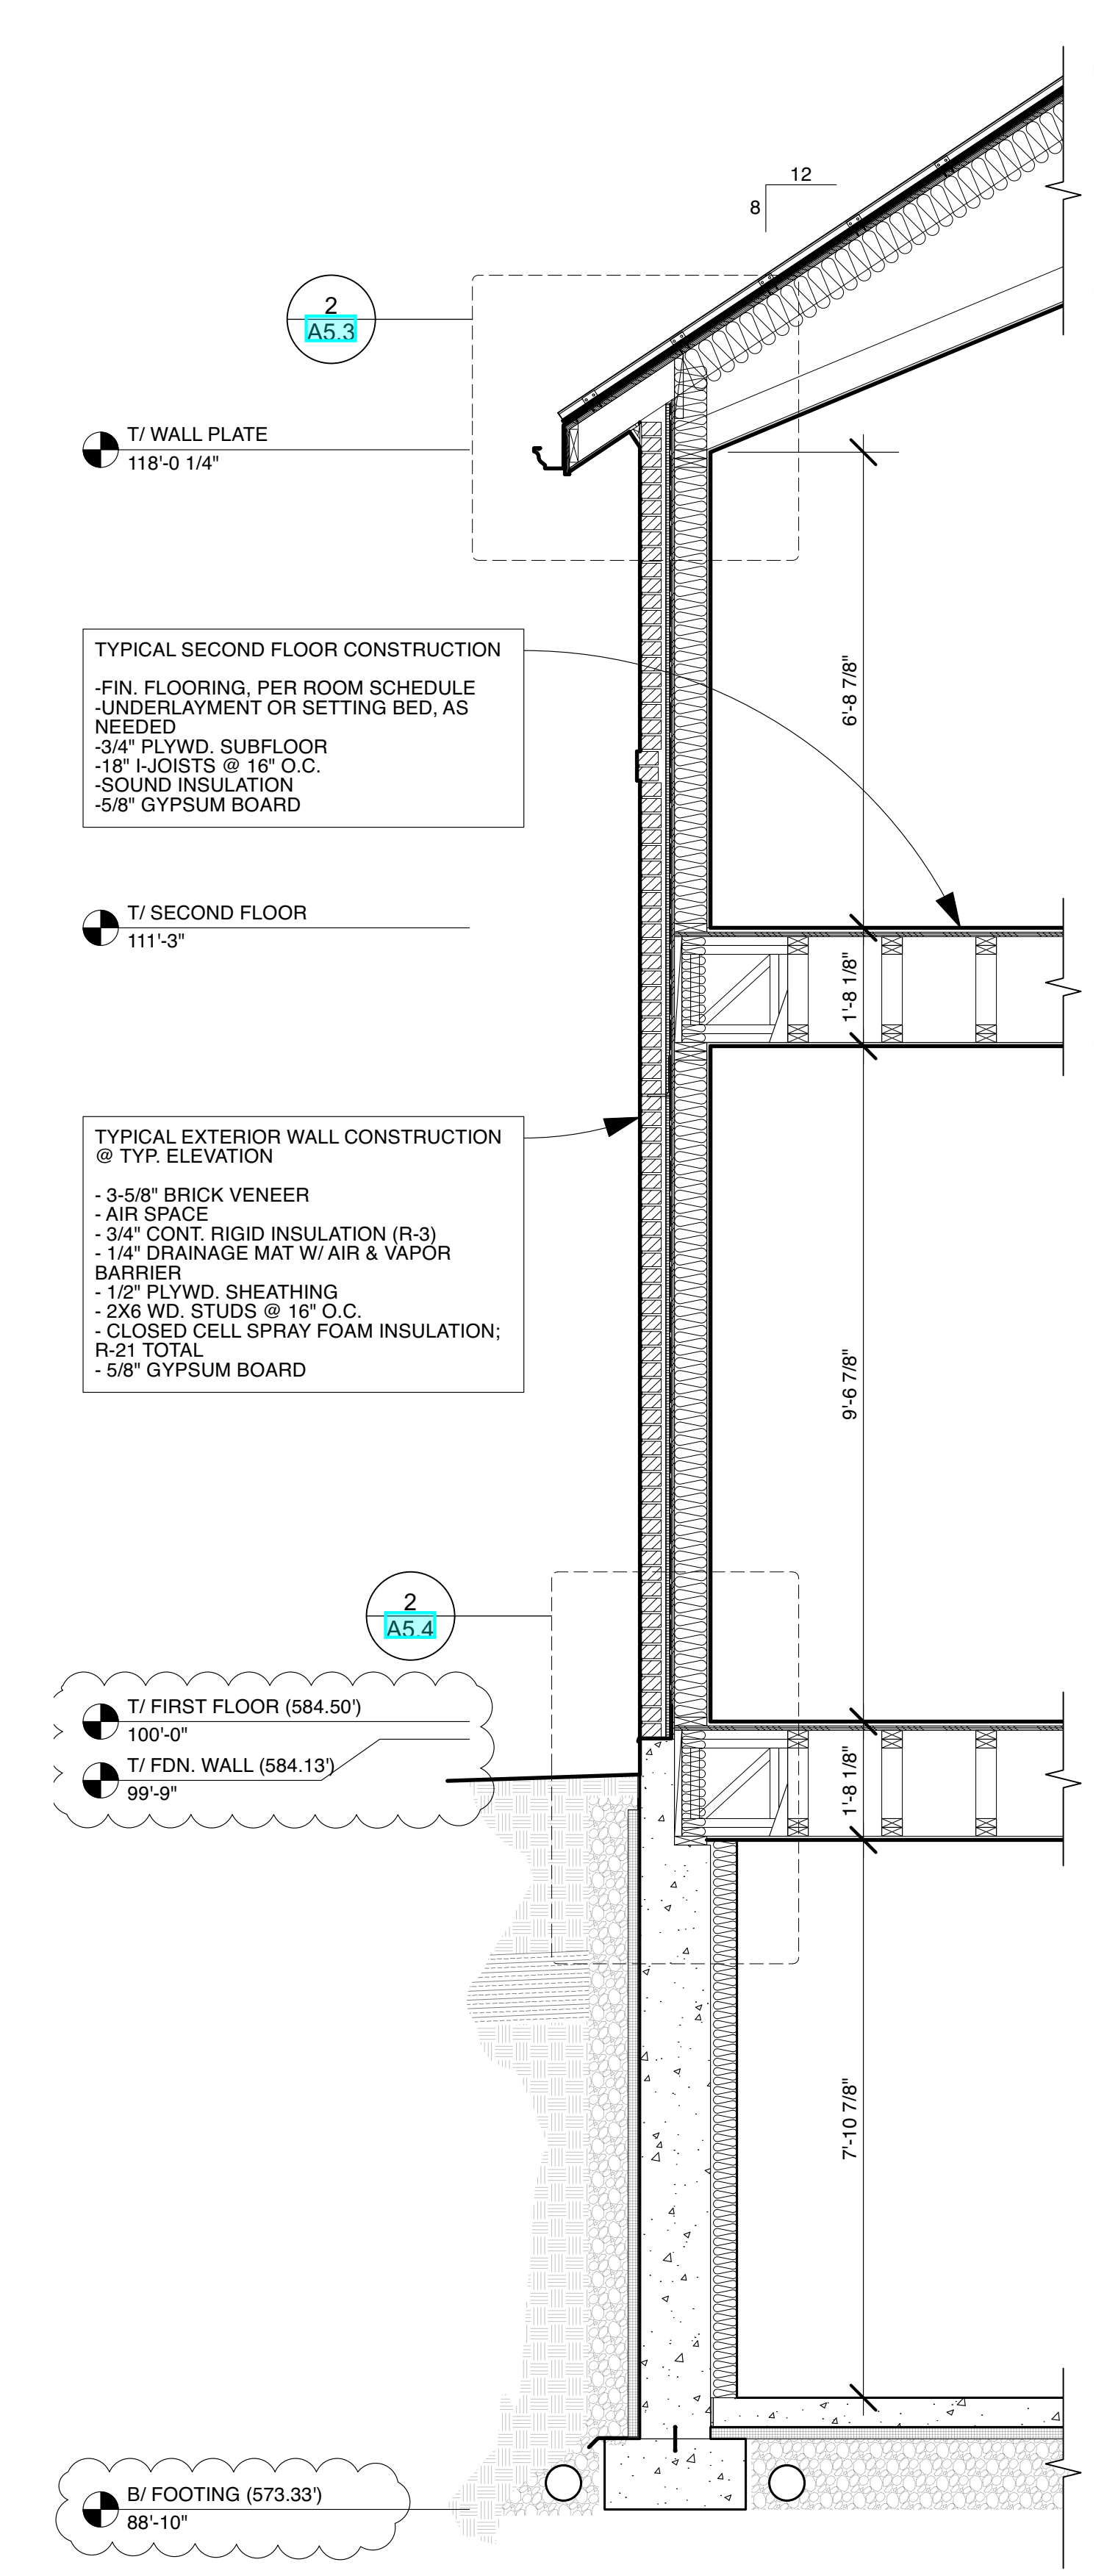 12
8
2
A5.3
T/ WALL PLATE
118'-0 1/4"
TYPICAL SECOND FLOOR CONSTRUCTION
-FIN. FLOORING, PER ROOM SCHEDULE
-UNDERLAYMENT OR SETTING BED, AS
NEEDED
-3/4" PLYWD. SUBFLOOR
-18" I-JOISTS @ 16" O.C.
-SOUND INSULATION
-5/8" GYPSUM BOARD
6'-8 7/8"
T/ SECOND FLOOR
111'-3"
1'-8 1/8"
TYPICAL EXTERIOR WALL CONSTRUCTION
@ TYP. ELEVATION
- 3-5/8" BRICK VENEER
- AIR SPACE
- 3/4" CONT. RIGID INSULATION (R-3)
- 1/4" DRAINAGE MAT W/ AIR & VAPOR
BARRIER
- 1/2" PLYWD. SHEATHING
- 2X6 WD. STUDS @ 16" O.C.
- CLOSED CELL SPRAY FOAM INSULATION;
R-21 TOTAL
- 5/8" GYPSUM BOARD
9'-6 7/8"
2
A5.4
T/ FIRST FLOOR (584.50')
100'-0"
T/ FDN. WALL (584.13')
99'-9"
1'-8 1/8"
7'-10 7/8"
B/ FOOTING (573.33')
88'-10"